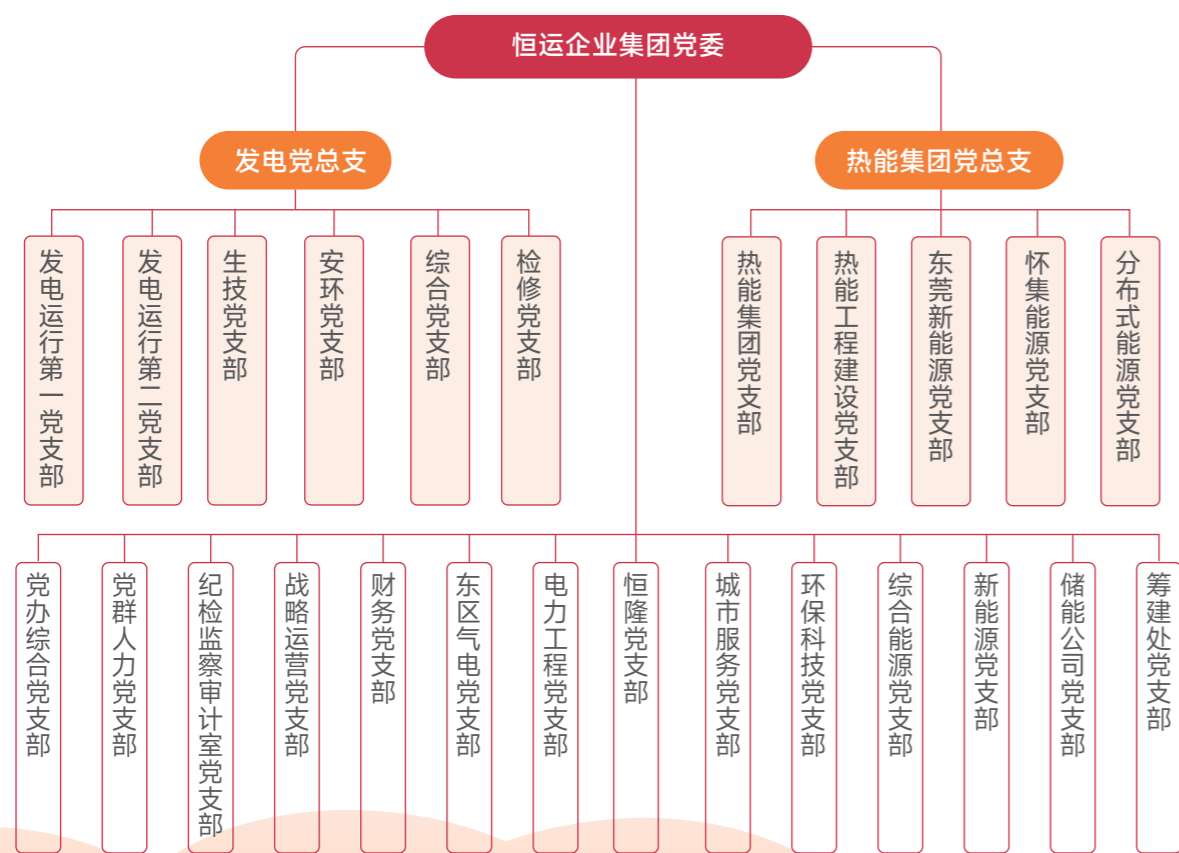 恒运企业集团党委
发电党总支
热能集团党总支
发电运行第一党支部
发电运行第二党支部
生技党支部
安环党支部
综合党支部
检修党支部
热能集团党支部
热能工程建设党支部
东莞新能源党支部
怀集能源党支部
分布式能源党支部
党办综合党支部
党群人力党支部
纪检监察审计室党支部
战略运营党支部
财务党支部
东区气电党支部
电力工程党支部
恒隆党支部
城市服务党支部
环保科技党支部
综合能源党支部
新能源党支部
储能公司党支部
筹建处党支部